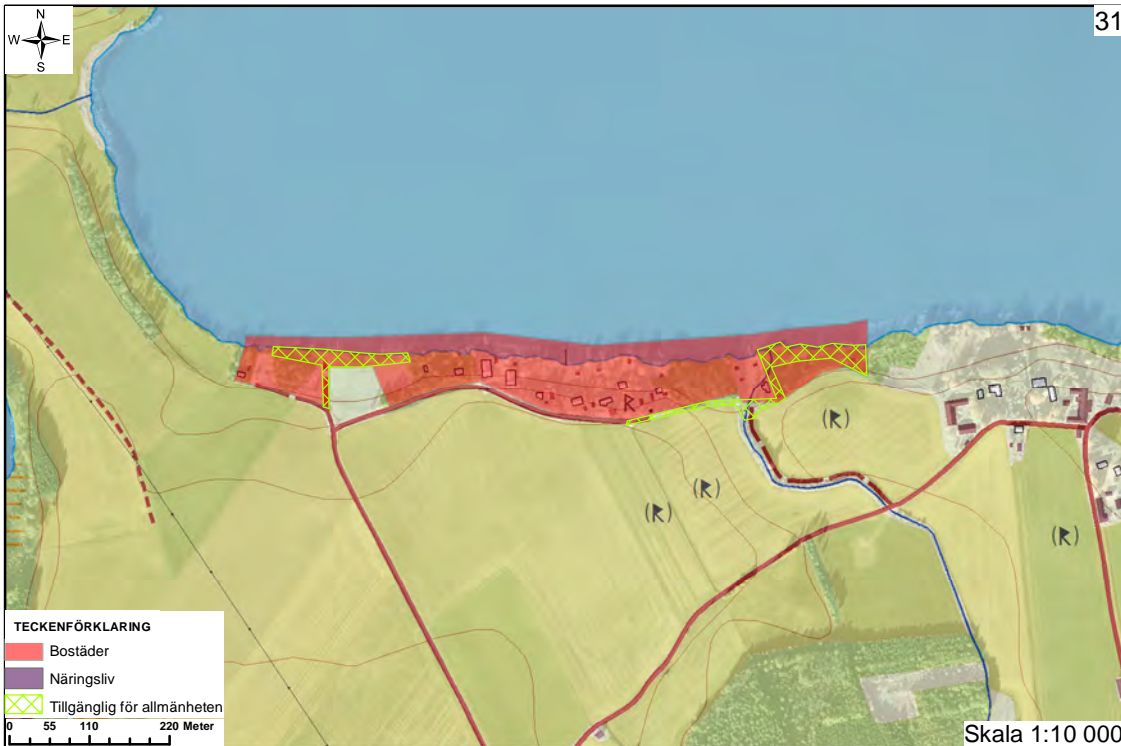 N
W E
S
31
R
(R)
(R)
(R)
(R)
TECKENFÖRKLARING
Bostäder
Näringsliv
Tillgänglig för allmänheten
0 55 110 220 Meter
Skala 1:10 000